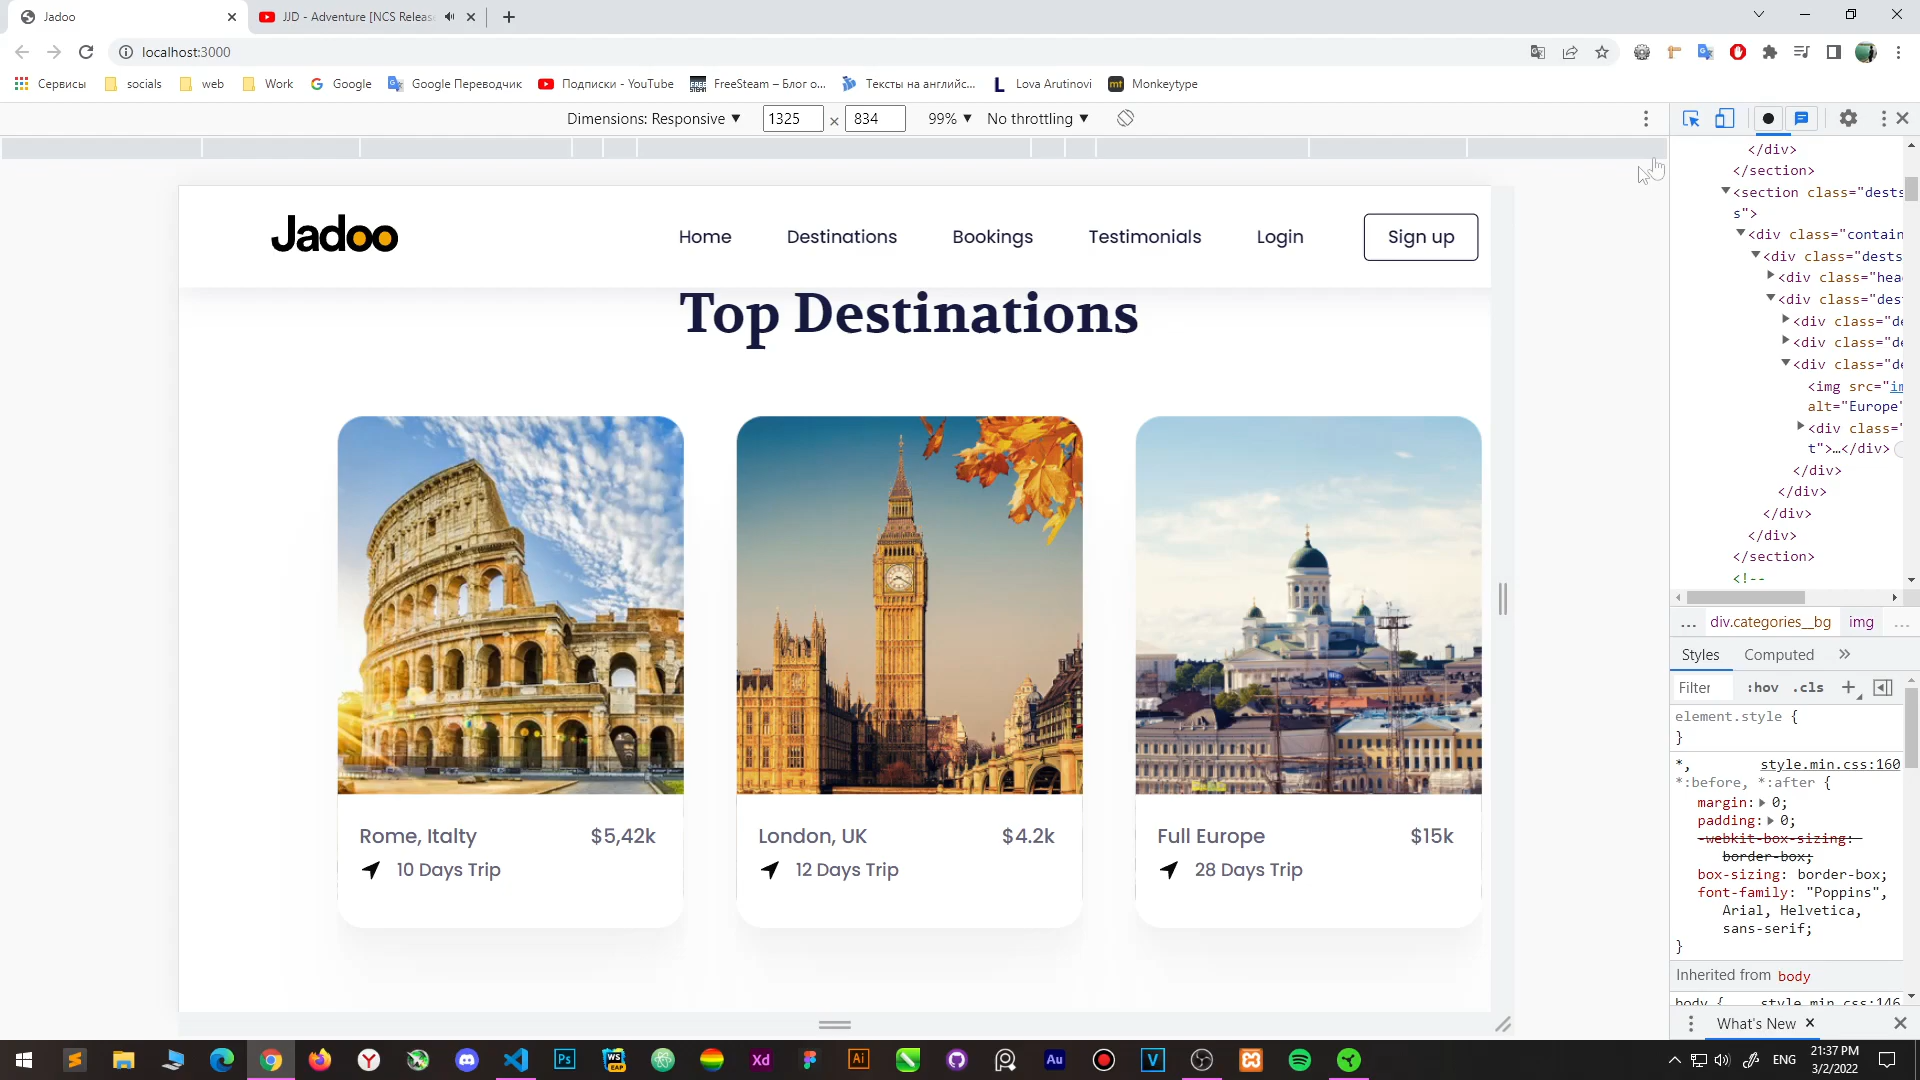 Jadoo
JJD - Adventure [NCS Releas
localhost:3000
Сервисы socials web Work Google Google Переводчик Подписки - YouTube FreeSteam – Блог о... Тексты на английс... Lova Arutinovi Monkeytype
Dimensions: Responsive 1325 × 834 99% No throttling
Jadoo
Home Destinations Bookings Testimonials Login Sign up
Top Destinations
Rome, Italty $5,42k
10 Days Trip
London, UK $4.2k
12 Days Trip
Full Europe $15k
28 Days Trip
</div>
</section>
<section class="dests
s">
<div class="contain
<div class="dests
<div class="hea
<div class="des
<div class="de
<div class="de
<div class="de
<img src="im
alt="Europe"
<div class="
t">…</div>
</div>
</div>
</div>
</div>
</section>
<!--
... div.categories__bg img ...
Styles Computed
Filter :hov .cls
element.style {
}
*, style.min.css:160
*:before, *:after {
margin: 0;
padding: 0;
-webkit-box-sizing:
border-box;
box-sizing: border-box;
font-family: "Poppins",
Arial, Helvetica,
sans-serif;
}
Inherited from body
body { style.min.css:146
What's New
ENG
21:37 PM
3/2/2022